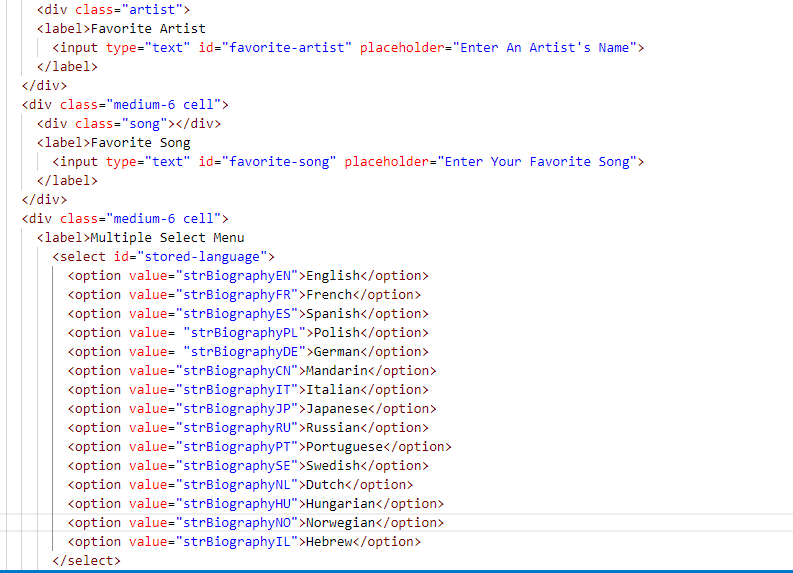 <div class="artist">
<label>Favorite Artist
<input type="text" id="favorite-artist" placeholder="Enter An Artist's Name">
</label>
</div>
<div class="medium-6 cell">
<div class="song"></div>
<label>Favorite Song
<input type="text" id="favorite-song" placeholder="Enter Your Favorite Song">
</label>
</div>
<div class="medium-6 cell">
<label>Multiple Select Menu
<select id="stored-language">
<option value="strBiographyEN">English</option>
<option value="strBiographyFR">French</option>
<option value="strBiographyES">Spanish</option>
<option value= "strBiographyPL">Polish</option>
<option value= "strBiographyDE">German</option>
<option value="strBiographyCN">Mandarin</option>
<option value="strBiographyIT">Italian</option>
<option value="strBiographyJP">Japanese</option>
<option value="strBiographyRU">Russian</option>
<option value="strBiographyPT">Portuguese</option>
<option value="strBiographySE">Swedish</option>
<option value="strBiographyNL">Dutch</option>
<option value="strBiographyHU">Hungarian</option>
<option value="strBiographyNO">Norwegian</option>
<option value="strBiographyIL">Hebrew</option>
</select>